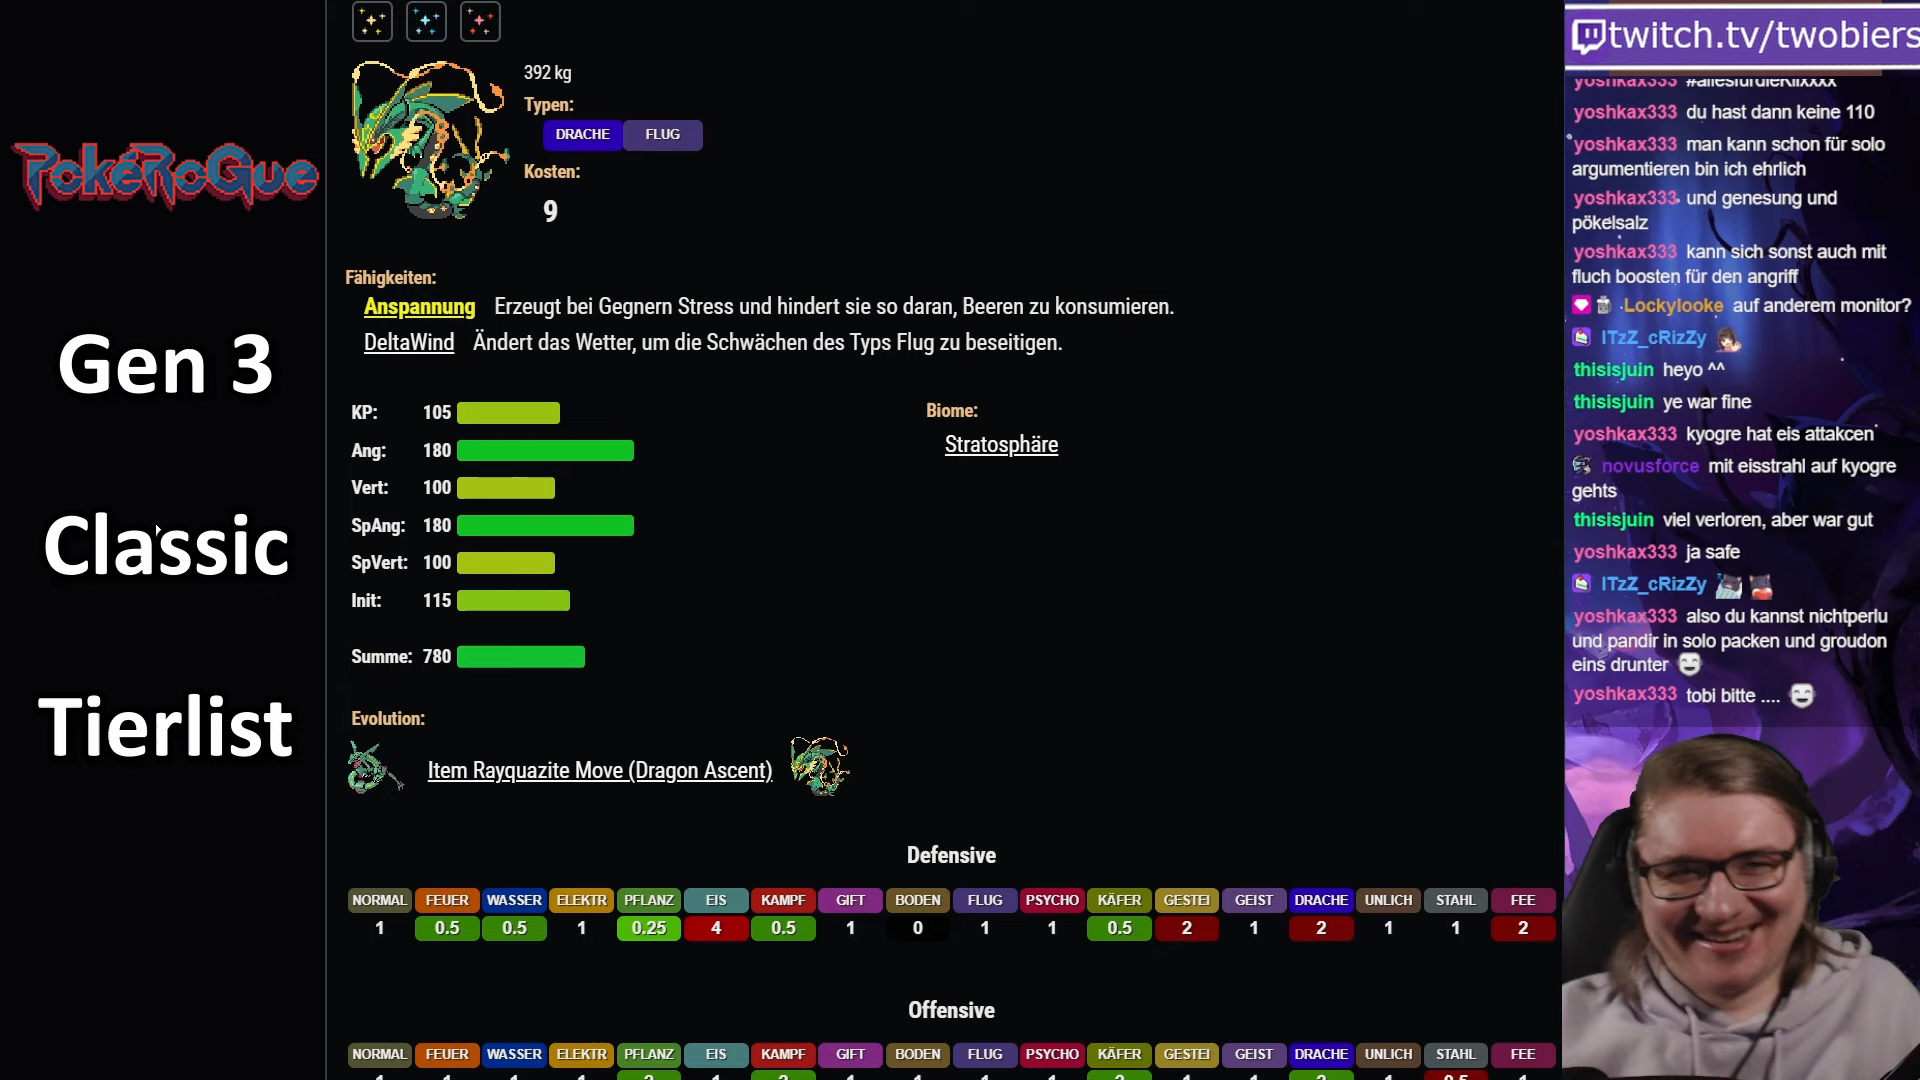 PokéRoGue
Gen 3
Classic
Tierlist
392 kg
Typen:
DRACHE FLUG
Kosten:
9
Fähigkeiten:
Anspannung Erzeugt bei Gegnern Stress und hindert sie so daran, Beeren zu konsumieren.
DeltaWind Ändert das Wetter, um die Schwächen des Typs Flug zu beseitigen.
KP: 105
Ang: 180
Vert: 100
SpAng: 180
SpVert: 100
Init: 115
Summe: 780
Biome:
Stratosphäre
Evolution:
Item Rayquazite Move (Dragon Ascent)
Defensive
NORMAL FEUER WASSER ELEKTR PFLANZ EIS KAMPF GIFT BODEN FLUG PSYCHO KÄFER GESTEI GEIST DRACHE UNLICH STAHL FEE
1 0.5 0.5 1 0.25 4 0.5 1 0 1 1 0.5 2 1 2 1 1 2
Offensive
NORMAL FEUER WASSER ELEKTR PFLANZ EIS KAMPF GIFT BODEN FLUG PSYCHO KÄFER GESTEI GEIST DRACHE UNLICH STAHL FEE
twitch.tv/twobiers
yoshkax333 #allesfürdieKlixxxx
yoshkax333 du hast dann keine 110
yoshkax333 man kann schon für solo
argumentieren bin ich ehrlich
yoshkax333 und genesung und
pökelsalz
yoshkax333 kann sich sonst auch mit
fluch boosten für den angriff
Lockylooke auf anderem monitor?
ITzZ_cRizZy
thisisjuin heyo ^^
thisisjuin ye war fine
yoshkax333 kyogre hat eis attakcen
novusforce mit eisstrahl auf kyogre
gehts
thisisjuin viel verloren, aber war gut
yoshkax333 ja safe
ITzZ_cRizZy
yoshkax333 also du kannst nichtperlu
und pandir in solo packen und groudon
eins drunter
yoshkax333 tobi bitte ....